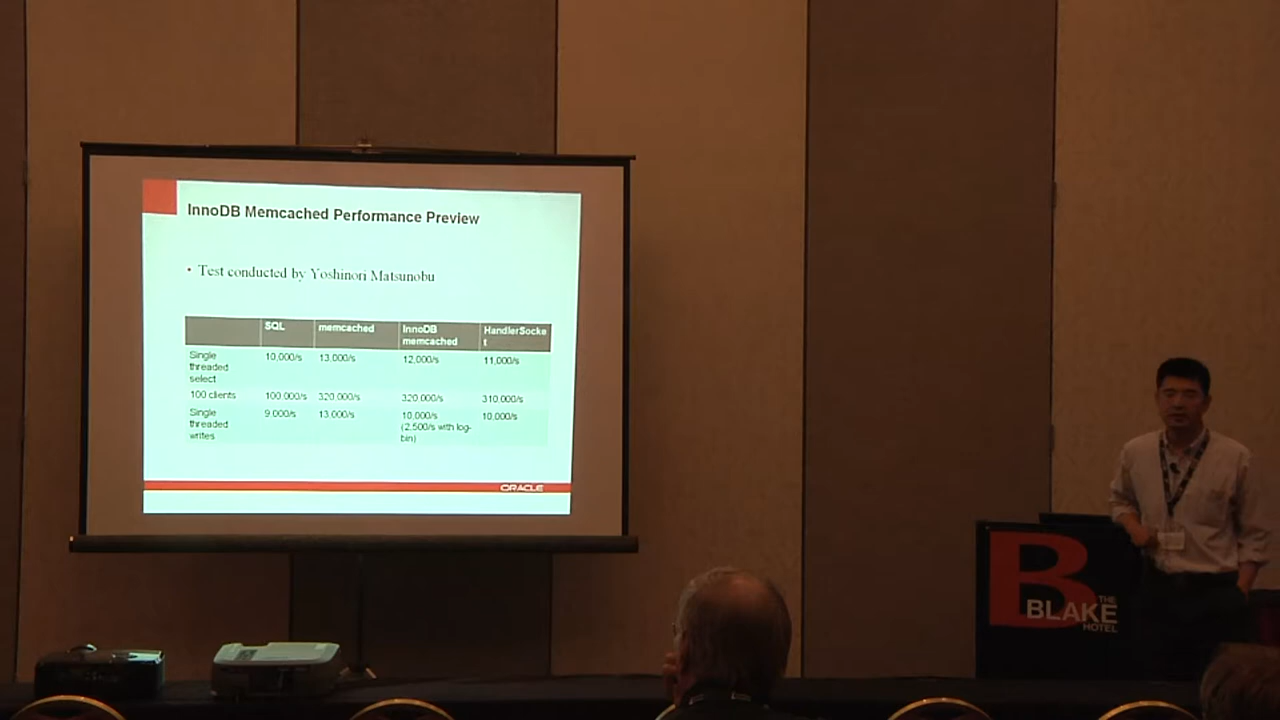 InnoDB Memcached Performance Preview
• Test conducted by Yoshinori Matsunobu
SQL memcached InnoDB memcached HandlerSocke t
Single threaded select 10,000/s 13,000/s 12,000/s 11,000/s
100 clients 100,000/s 320,000/s 320,000/s 310,000/s
Single threaded writes 9,000/s 13,000/s 10,000/s (2,500/s with log-bin) 10,000/s
ORACLE
B
THE
BLAKE
HOTEL